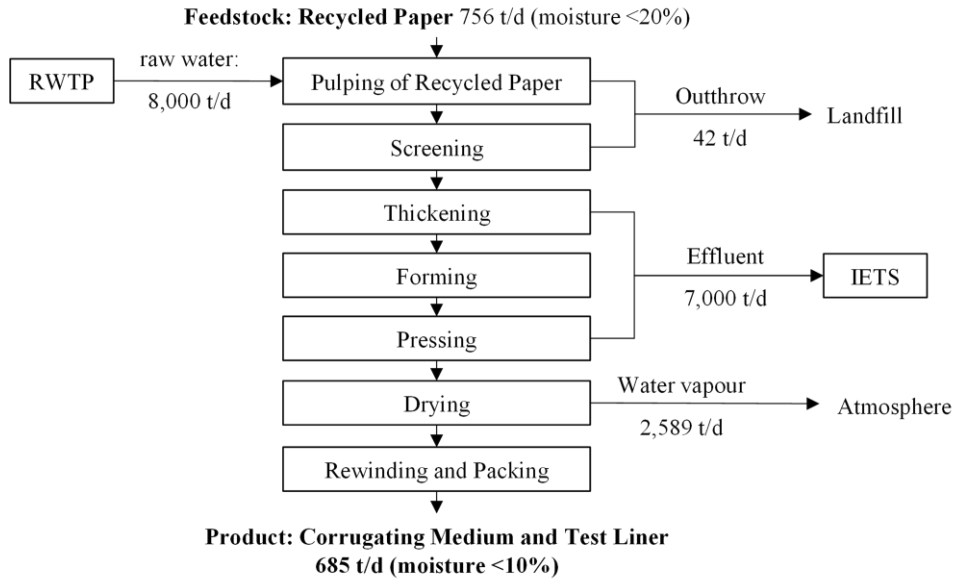 Feedstock: Recycled Paper 756 t/d (moisture <20%)
RWTP
raw water:
8,000 t/d
Pulping of Recycled Paper
Outthrow
42 t/d
Landfill
Screening
Thickening
Effluent
7,000 t/d
IETS
Forming
Pressing
Drying
Water vapour
2,589 t/d
Atmosphere
Rewinding and Packing
Product: Corrugating Medium and Test Liner
685 t/d (moisture <10%)